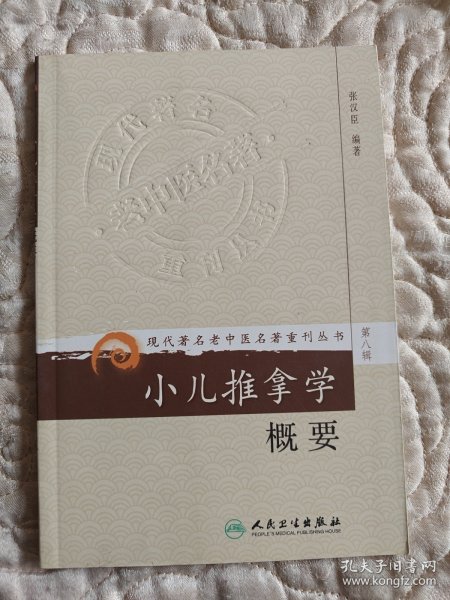 现代著名
老中医名著
重刊丛书
张汉臣 编著
现代著名老中医名著重刊丛书
第八辑
小儿推拿学
概要
人民卫生出版社
PEOPLE'S MEDICAL PUBLISHING HOUSE
孔夫子旧书网
www.kongfz.com